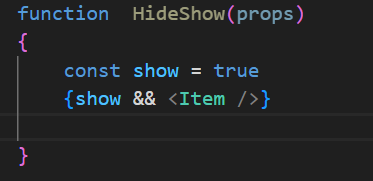 function  HideShow(props)
{
    const show = true
    {show && <Item />}
}